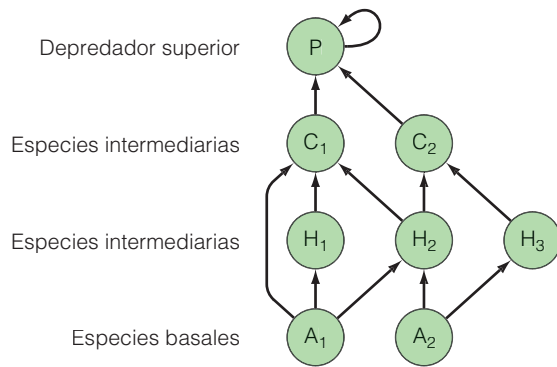 Depredador superior
P
Especies intermediarias
C₁
C₂
Especies intermediarias
H₁
H₂
H₃
Especies basales
A₁
A₂